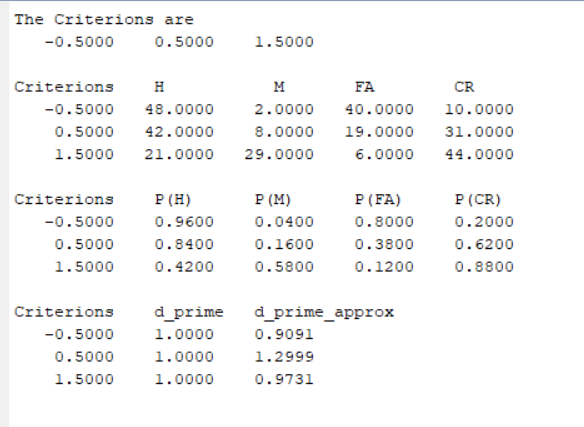 The Criterions are
-0.5000 0.5000 1.5000
Criterions H M FA CR
-0.5000 48.0000 2.0000 40.0000 10.0000
0.5000 42.0000 8.0000 19.0000 31.0000
1.5000 21.0000 29.0000 6.0000 44.0000
Criterions P(H) P(M) P(FA) P(CR)
-0.5000 0.9600 0.0400 0.8000 0.2000
0.5000 0.8400 0.1600 0.3800 0.6200
1.5000 0.4200 0.5800 0.1200 0.8800
Criterions d_prime d_prime_approx
-0.5000 1.0000 0.9091
0.5000 1.0000 1.2999
1.5000 1.0000 0.9731